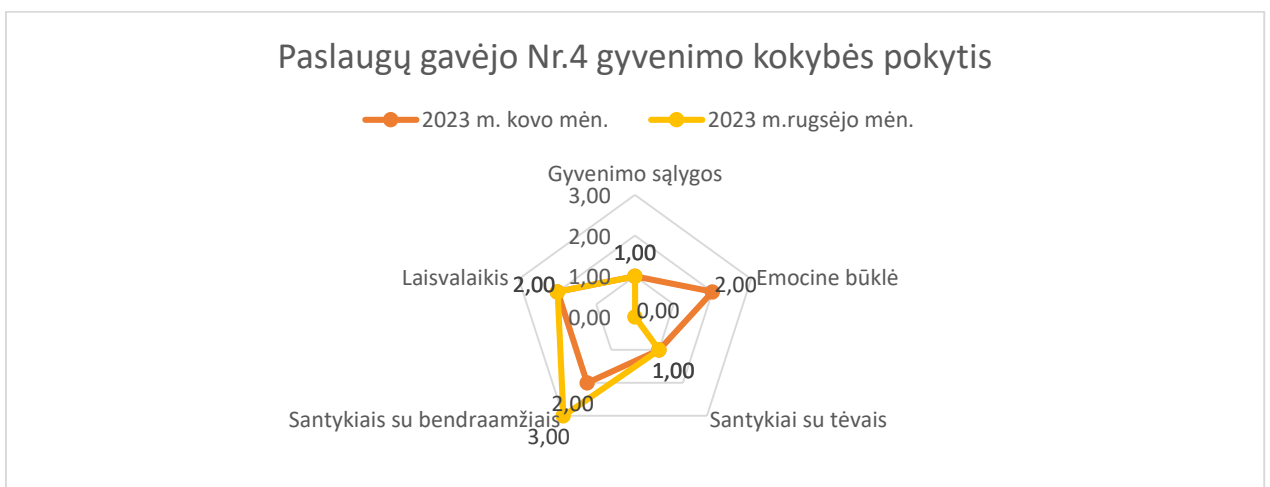 Paslaugų gavėjo Nr.4 gyvenimo kokybės pokytis
2023 m. kovo mėn. 2023 m.rugsėjo mėn.
Gyvenimo sąlygos
3,00
2,00
1,00
1,00
0,00
1,00
Emocine būklė
2,00
0,00
Santykiai su tėvais
1,00
Santykiais su bendraamžiais
2,00
3,00
Laisvalaikis
2,00